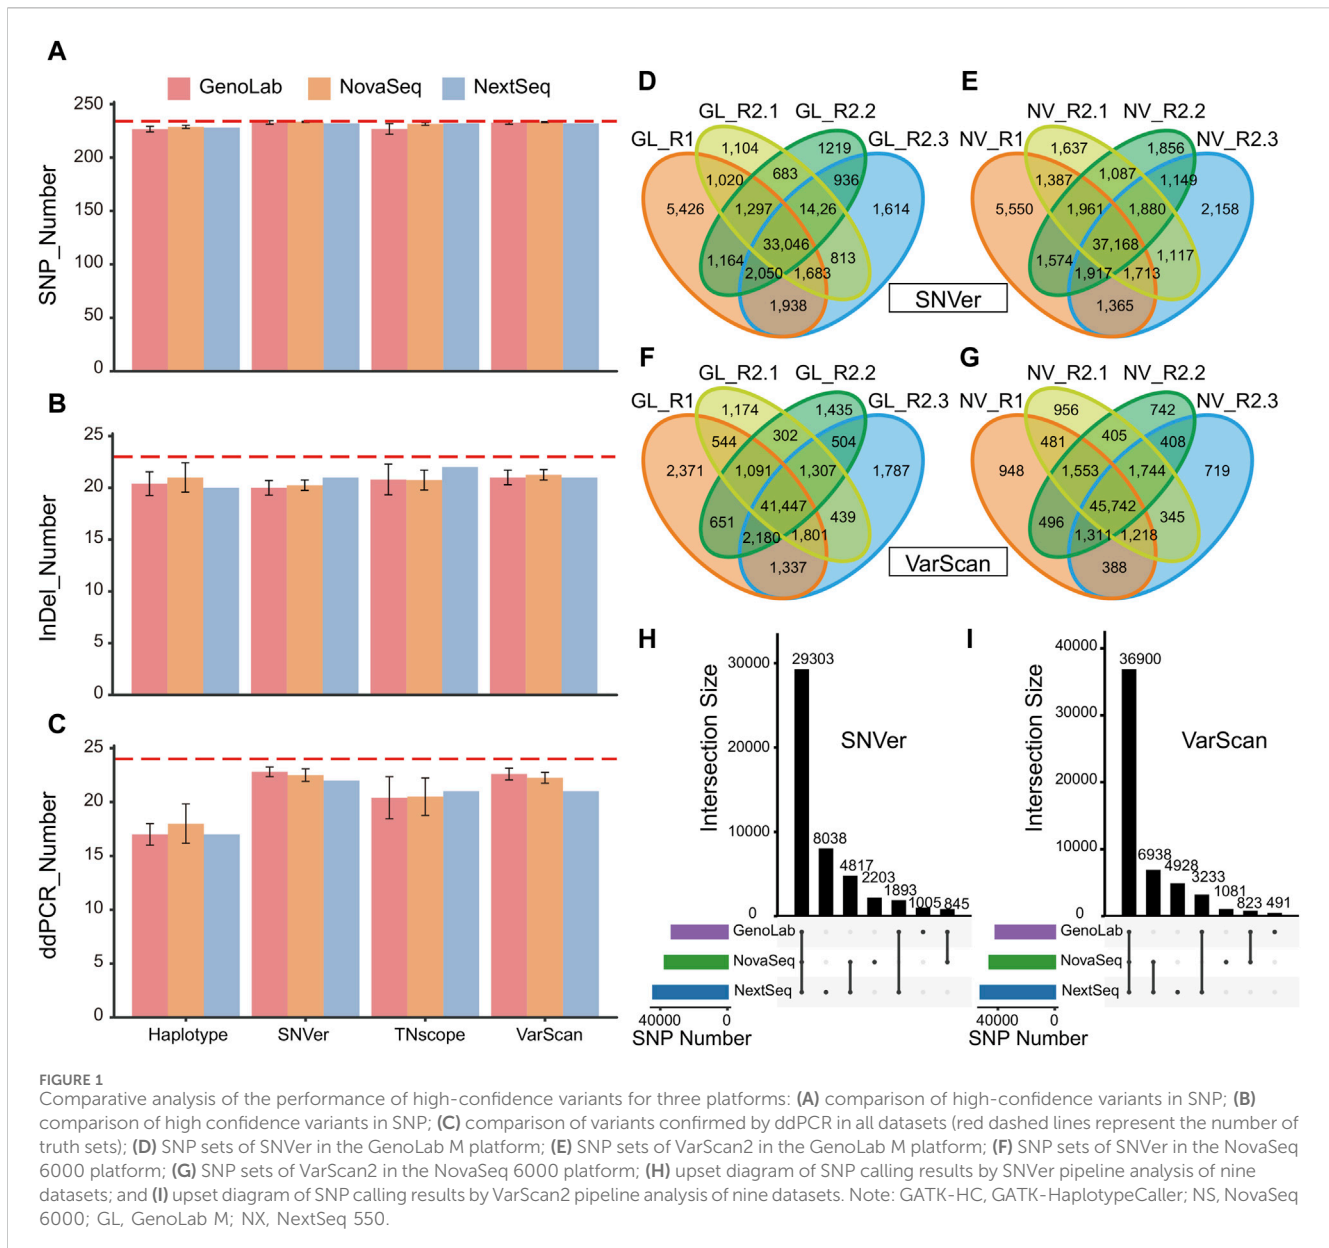 A
GenoLab NovaSeq NextSeq
SNP_Number
250
200
150
100
50
0
B
InDel_Number
25
20
15
10
5
0
C
ddPCR_Number
25
20
15
10
5
0
Haplotype SNVer TNscope VarScan
D
GL_R1 GL_R2.1 GL_R2.2 GL_R2.3
1,104 1219
683
1,020 936
5,426 1,297 14,26 1,614
33,046
1,164 813
2,050 1,683
1,938
E
NV_R1 NV_R2.1 NV_R2.2 NV_R2.3
1,637 1,856
1,087
1,387 1,149
5,550 1,961 1,880 2,158
37,168
1,574 1,117
1,917 1,713
1,365
SNVer
F
GL_R1 GL_R2.1 GL_R2.2 GL_R2.3
1,174 1,435
302
544 504
2,371 1,091 1,307 1,787
41,447
651 439
2,180 1,801
1,337
G
NV_R1 NV_R2.1 NV_R2.2 NV_R2.3
956 742
405
481 408
948 1,553 1,744 719
45,742
496 345
1,311 1,218
388
VarScan
H
Intersection Size
30000
20000
10000
0
29303
8038
4817
2203
1893
1005
845
SNVer
GenoLab
NovaSeq
NextSeq
40000 0
SNP Number
I
Intersection Size
40000
30000
20000
10000
0
36900
6938
4928
3233
1081
823
491
VarScan
GenoLab
NovaSeq
NextSeq
40000 0
SNP Number
FIGURE 1
Comparative analysis of the performance of high-confidence variants for three platforms: (A) comparison of high-confidence variants in SNP; (B)
comparison of high confidence variants in SNP; (C) comparison of variants confirmed by ddPCR in all datasets (red dashed lines represent the number of
truth sets); (D) SNP sets of SNVer in the GenoLab M platform; (E) SNP sets of VarScan2 in the GenoLab M platform; (F) SNP sets of SNVer in the NovaSeq
6000 platform; (G) SNP sets of VarScan2 in the NovaSeq 6000 platform; (H) upset diagram of SNP calling results by SNVer pipeline analysis of nine
datasets; and (I) upset diagram of SNP calling results by VarScan2 pipeline analysis of nine datasets. Note: GATK-HC, GATK-HaplotypeCaller; NS, NovaSeq
6000; GL, GenoLab M; NX, NextSeq 550.